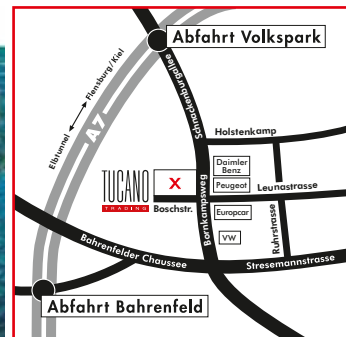 Abfahrt Volkspark
Elbtunnel
Flensburg/Kiel
A7
Schnackenburgallee
Holstenkamp
Daimler
Benz
TUCANO
TRADING
X
Peugeot
Leunastrasse
Boschstr.
Bornkampsweg
Europcar
Ruhrstrasse
VW
Bahrenfelder Chaussee
Stresemannstrasse
Abfahrt Bahrenfeld